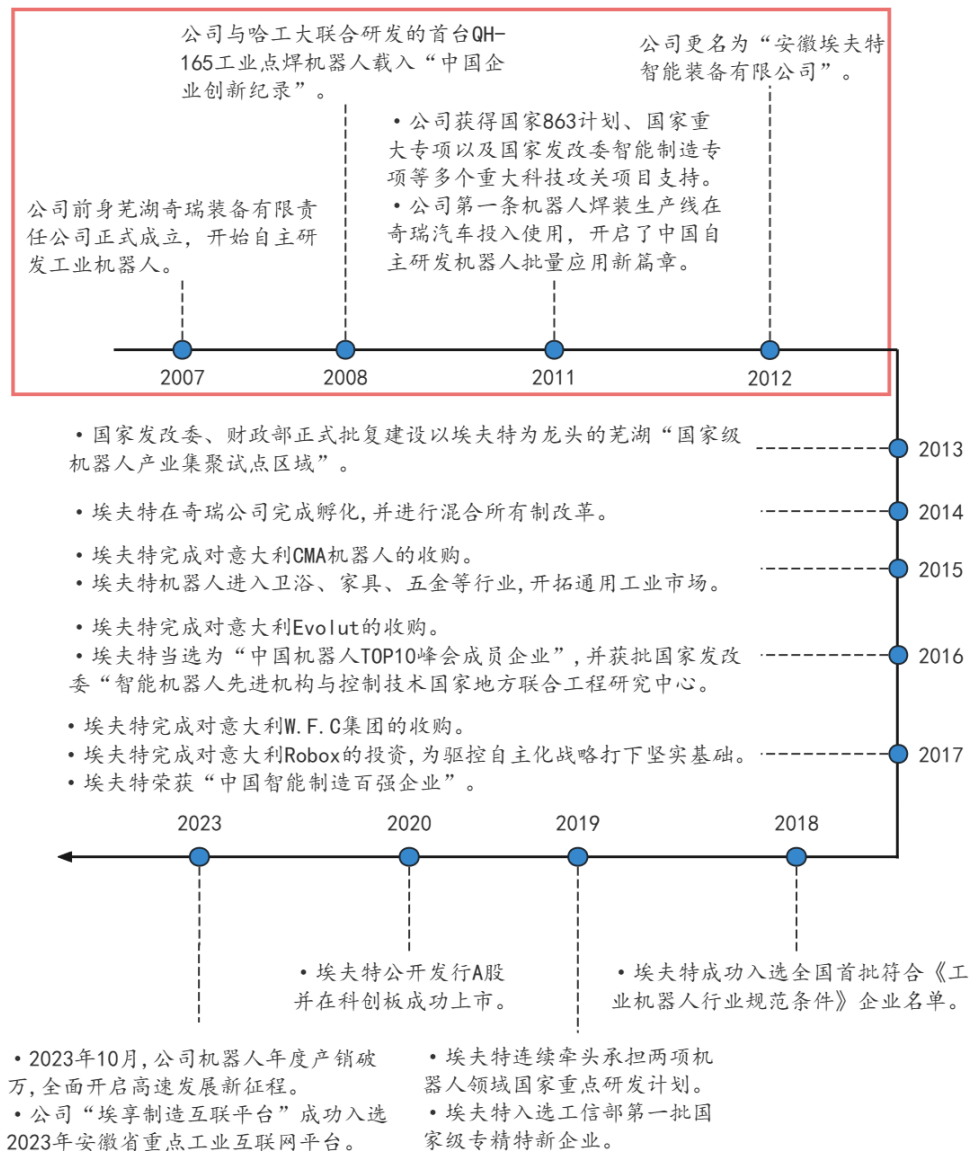 公司前身芜湖奇瑞装备有限责
任公司正式成立，开始自主研
发工业机器人。
2007
公司与哈工大联合研发的首台QH-
165工业点焊机器人载入“中国企
业创新纪录”。
2008
·公司获得国家863计划、国家重
大专项以及国家发改委智能制造专
项等多个重大科技攻关项目支持。
·公司第一条机器人焊装生产线在
奇瑞汽车投入使用，开启了中国自
主研发机器人批量应用新篇章。
2011
公司更名为“安徽埃夫特
智能装备有限公司”。
2012
·国家发改委、财政部正式批复建设以埃夫特为龙头的芜湖“国家级
机器人产业集聚试点区域”。
2013
·埃夫特在奇瑞公司完成孵化,并进行混合所有制改革。
2014
·埃夫特完成对意大利CMA机器人的收购。
·埃夫特机器人进入卫浴、家具、五金等行业,开拓通用工业市场。
2015
·埃夫特完成对意大利Evolut的收购。
·埃夫特当选为“中国机器人TOP10峰会成员企业”,并获批国家发改
委“智能机器人先进机构与控制技术国家地方联合工程研究中心。
2016
·埃夫特完成对意大利W.F.C集团的收购。
·埃夫特完成对意大利Robox的投资,为驱控自主化战略打下坚实基础。
·埃夫特荣获“中国智能制造百强企业”。
2017
2018
·埃夫特成功入选全国首批符合《工
业机器人行业规范条件》企业名单。
2019
·埃夫特连续牵头承担两项机
器人领域国家重点研发计划。
·埃夫特入选工信部第一批国
家级专精特新企业。
2020
·埃夫特公开发行A股
并在科创板成功上市。
2023
·2023年10月,公司机器人年度产销破
万,全面开启高速发展新征程。
·公司“埃享制造互联平台”成功入选
2023年安徽省重点工业互联网平台。